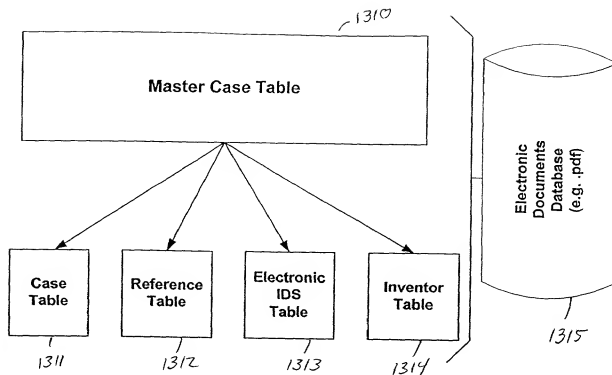 1310
Master Case Table
Electronic
Documents
Database
(e.g. .pdf)
Case
Table
Reference
Table
Electronic
IDS
Table
Inventor
Table
1311
1312
1313
1314
1315